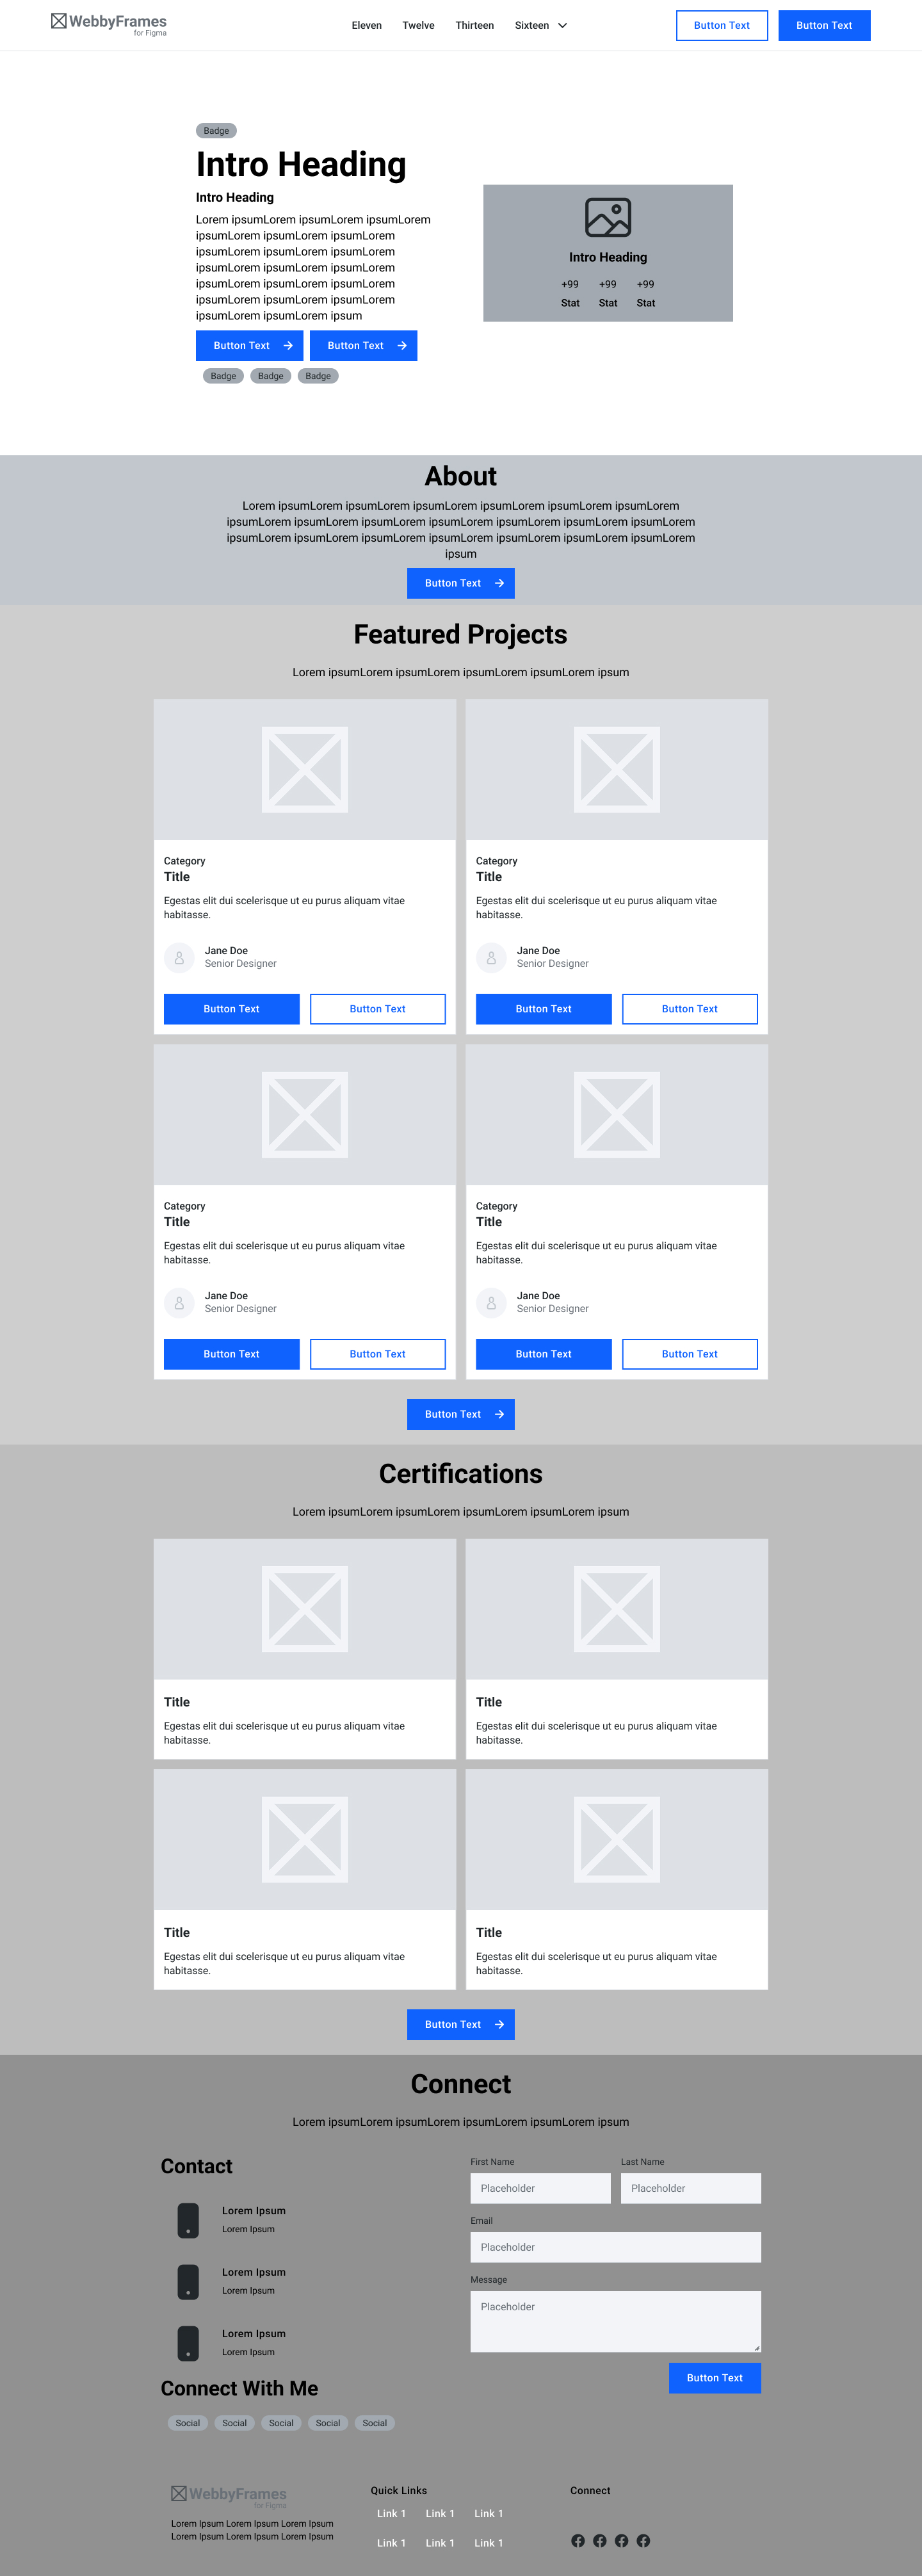 WebbyFrames
for Figma
Eleven Twelve Thirteen Sixteen
Button Text Button Text
Badge
Intro Heading
Intro Heading
Lorem ipsumLorem ipsumLorem ipsumLorem
ipsumLorem ipsumLorem ipsumLorem
ipsumLorem ipsumLorem ipsumLorem
ipsumLorem ipsumLorem ipsumLorem
ipsumLorem ipsumLorem ipsumLorem
ipsumLorem ipsumLorem ipsumLorem
ipsumLorem ipsumLorem ipsum
Button Text Button Text
Badge Badge Badge
Intro Heading
+99 +99 +99
Stat Stat Stat
About
Lorem ipsumLorem ipsumLorem ipsumLorem ipsumLorem ipsumLorem ipsumLorem
ipsumLorem ipsumLorem ipsumLorem ipsumLorem ipsumLorem ipsumLorem ipsumLorem
ipsumLorem ipsumLorem ipsumLorem ipsumLorem ipsumLorem ipsumLorem ipsumLorem
ipsum
Button Text
Featured Projects
Lorem ipsumLorem ipsumLorem ipsumLorem ipsumLorem ipsum
Category
Title
Egestas elit dui scelerisque ut eu purus aliquam vitae
habitasse.
Jane Doe
Senior Designer
Button Text Button Text
Category
Title
Egestas elit dui scelerisque ut eu purus aliquam vitae
habitasse.
Jane Doe
Senior Designer
Button Text Button Text
Category
Title
Egestas elit dui scelerisque ut eu purus aliquam vitae
habitasse.
Jane Doe
Senior Designer
Button Text Button Text
Category
Title
Egestas elit dui scelerisque ut eu purus aliquam vitae
habitasse.
Jane Doe
Senior Designer
Button Text Button Text
Button Text
Certifications
Lorem ipsumLorem ipsumLorem ipsumLorem ipsumLorem ipsum
Title
Egestas elit dui scelerisque ut eu purus aliquam vitae
habitasse.
Title
Egestas elit dui scelerisque ut eu purus aliquam vitae
habitasse.
Title
Egestas elit dui scelerisque ut eu purus aliquam vitae
habitasse.
Title
Egestas elit dui scelerisque ut eu purus aliquam vitae
habitasse.
Button Text
Connect
Lorem ipsumLorem ipsumLorem ipsumLorem ipsumLorem ipsum
Contact
Lorem Ipsum
Lorem Ipsum
Lorem Ipsum
Lorem Ipsum
Lorem Ipsum
Lorem Ipsum
Connect With Me
Social Social Social Social Social
First Name Last Name
Placeholder Placeholder
Email
Placeholder
Message
Placeholder
Button Text
WebbyFrames
for Figma
Lorem Ipsum Lorem Ipsum Lorem Ipsum
Lorem Ipsum Lorem Ipsum Lorem Ipsum
Quick Links
Link 1 Link 1 Link 1
Link 1 Link 1 Link 1
Connect